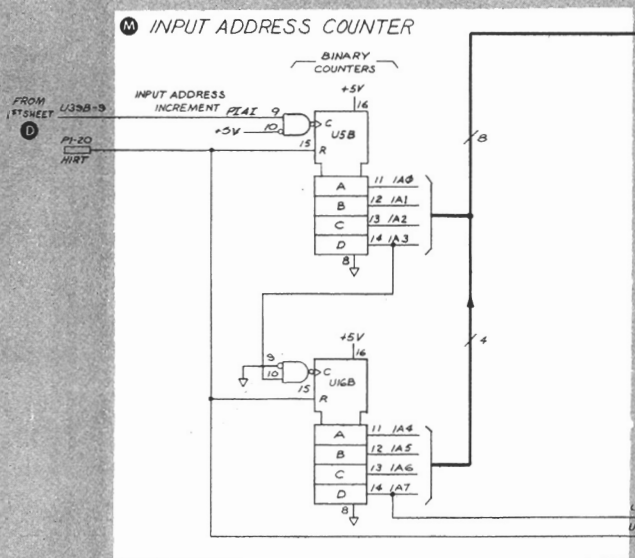 M INPUT ADDRESS COUNTER
BINARY
COUNTERS
FROM
1ST SHEET
D
U39B-9
INPUT ADDRESS
INCREMENT
PIAI
9
10
+5V
+5V
16
C
U5B
P1-20
HIRT
15
R
A 11 IA0
B 12 IA1
C 13 IA2
D 14 IA3
8
8
+5V
16
9
10
C
U16B
15
R
4
A 11 IA4
B 12 IA5
C 13 IA6
D 14 IA7
8